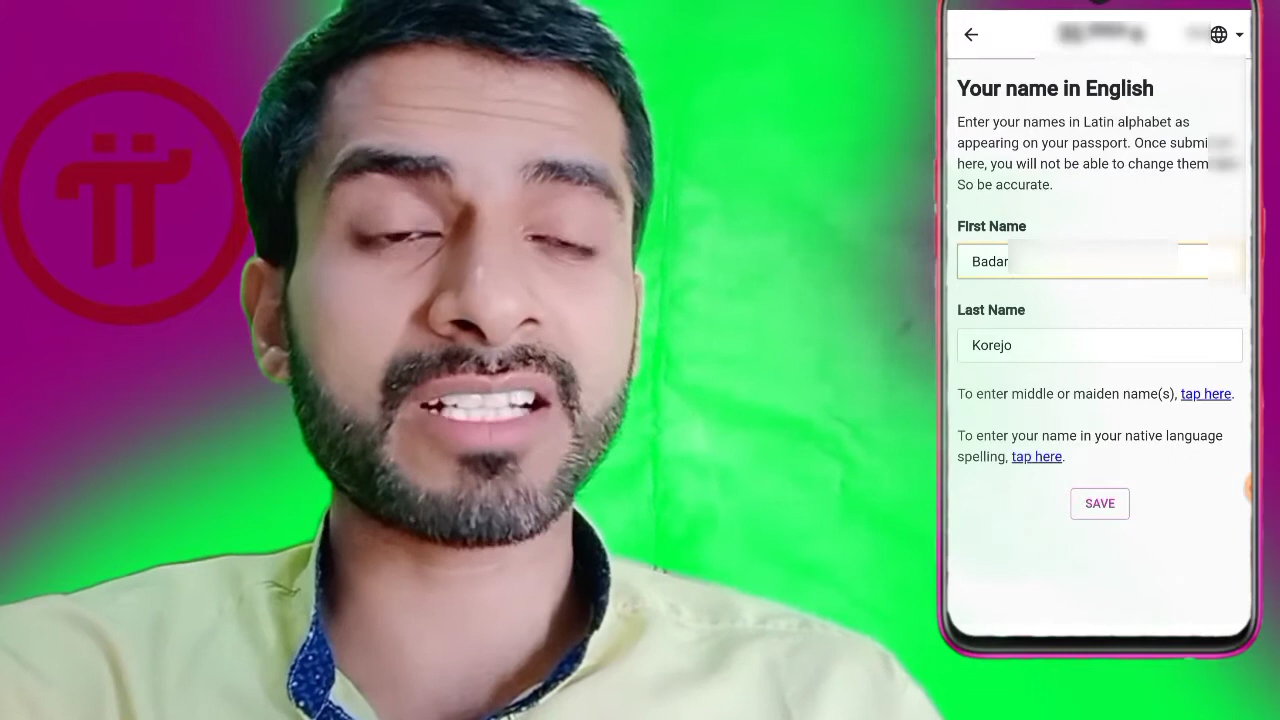 Your name in English
Enter your names in Latin alphabet as
appearing on your passport. Once submi
here, you will not be able to change them
So be accurate.
First Name
Badar
Last Name
Korejo
To enter middle or maiden name(s), tap here.
To enter your name in your native language
spelling, tap here.
SAVE